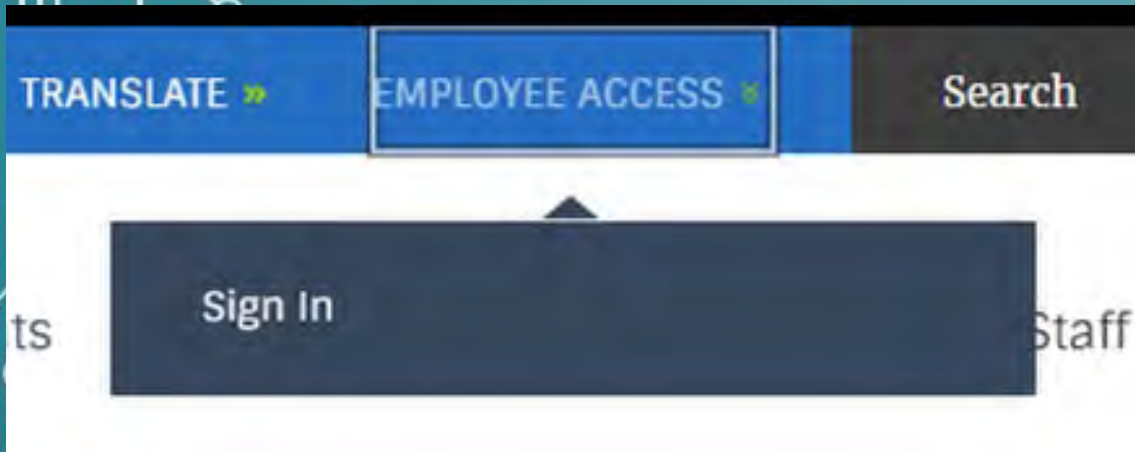 TRANSLATE »
EMPLOYEE ACCESS
Search
Sign In
ts
Staff